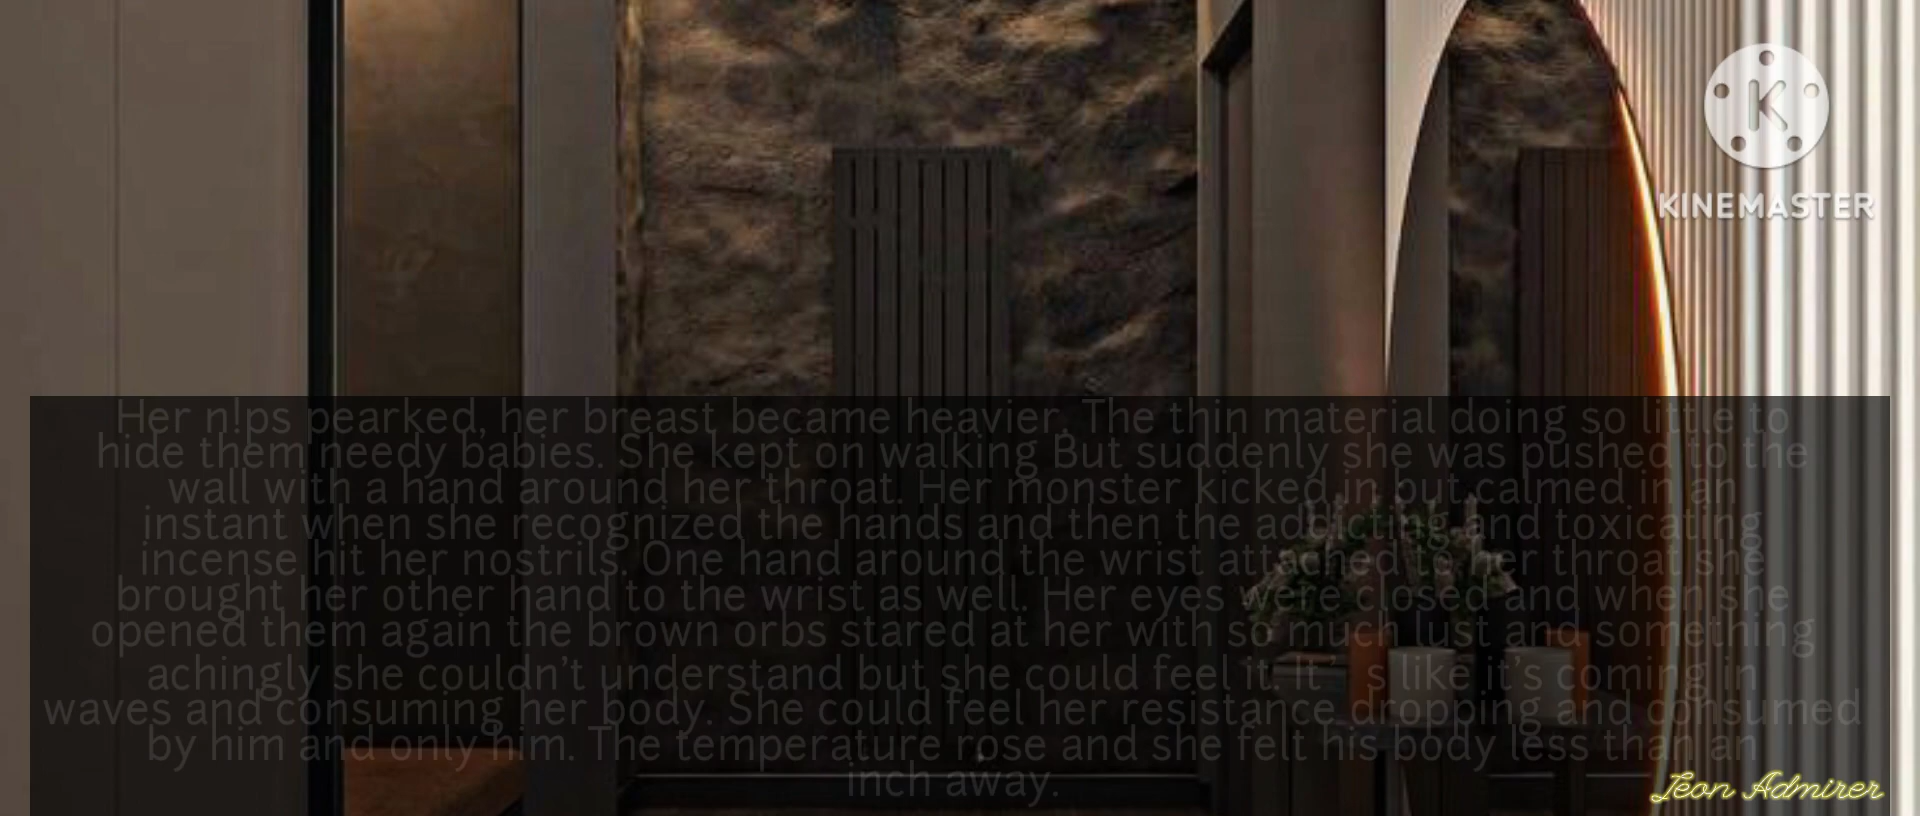 KINEMASTER
Her n!ps pearked, her breast became heavier. The thin material doing so little to
hide them needy babies. She kept on walking But suddenly she was pushed to the
wall with a hand around her throat. Her monster kicked in but calmed in an
instant when she recognized the hands and then the addicting and toxicating
incense hit her nostrils. One hand around the wrist attached to her throat she
brought her other hand to the wrist as well. Her eyes were closed and when she
opened them again the brown orbs stared at her with so much lust and something
achingly she couldn't understand but she could feel it. It's like it's coming in
waves and consuming her body. She could feel her resistance dropping and consumed
by him and only him. The temperature rose and she felt his body less than an
inch away.
Leon Admirer